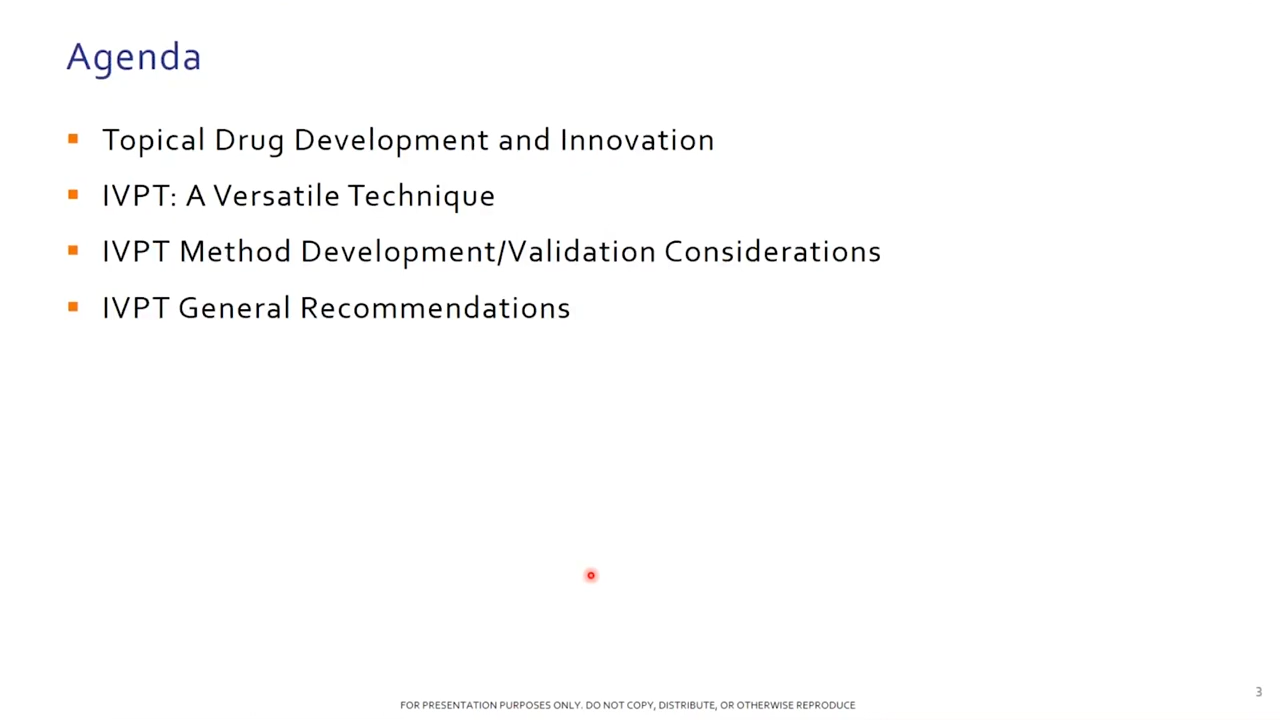 Agenda
Topical Drug Development and Innovation
IVPT: A Versatile Technique
IVPT Method Development/Validation Considerations
IVPT General Recommendations
3
FOR PRESENTATION PURPOSES ONLY. DO NOT COPY, DISTRIBUTE, OR OTHERWISE REPRODUCE